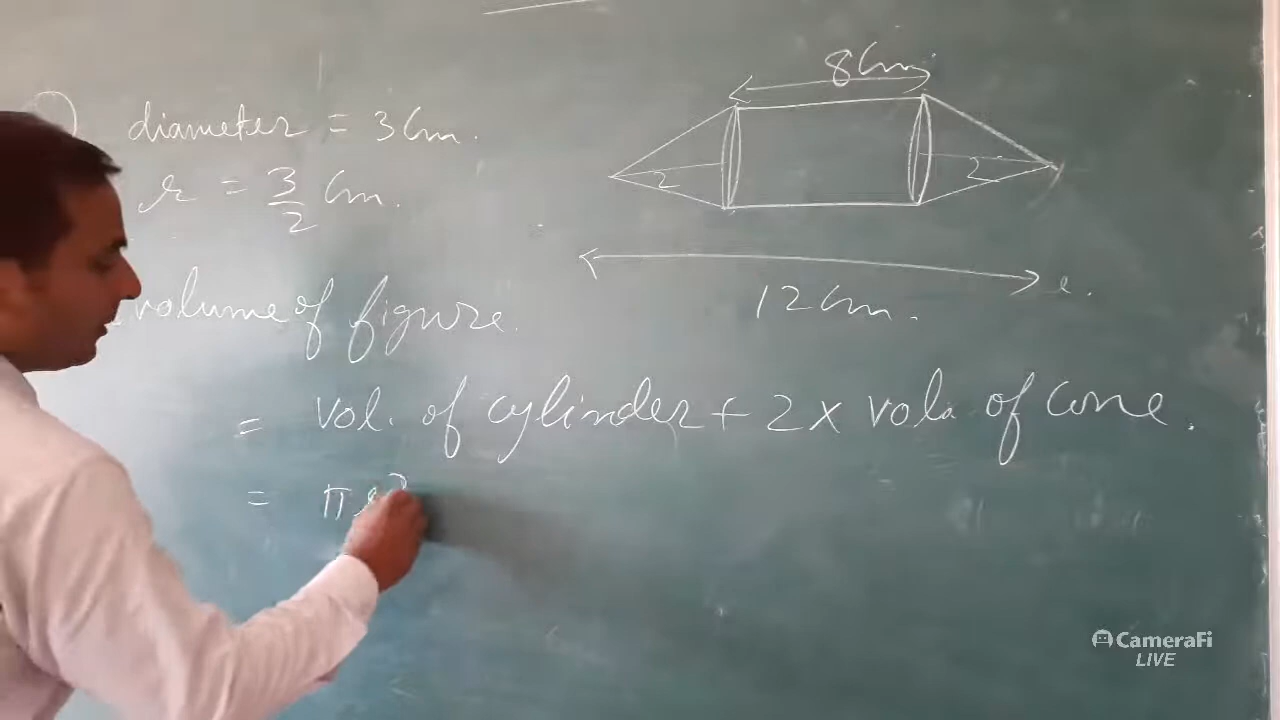 8 Cm
diameter = 3 Cm.
r = 3/2 Cm.
2
2
12 Cm.
volume of figure.
= Vol. of cylinder + 2 x vol. of Cone.
= πr²
CameraFi
LIVE